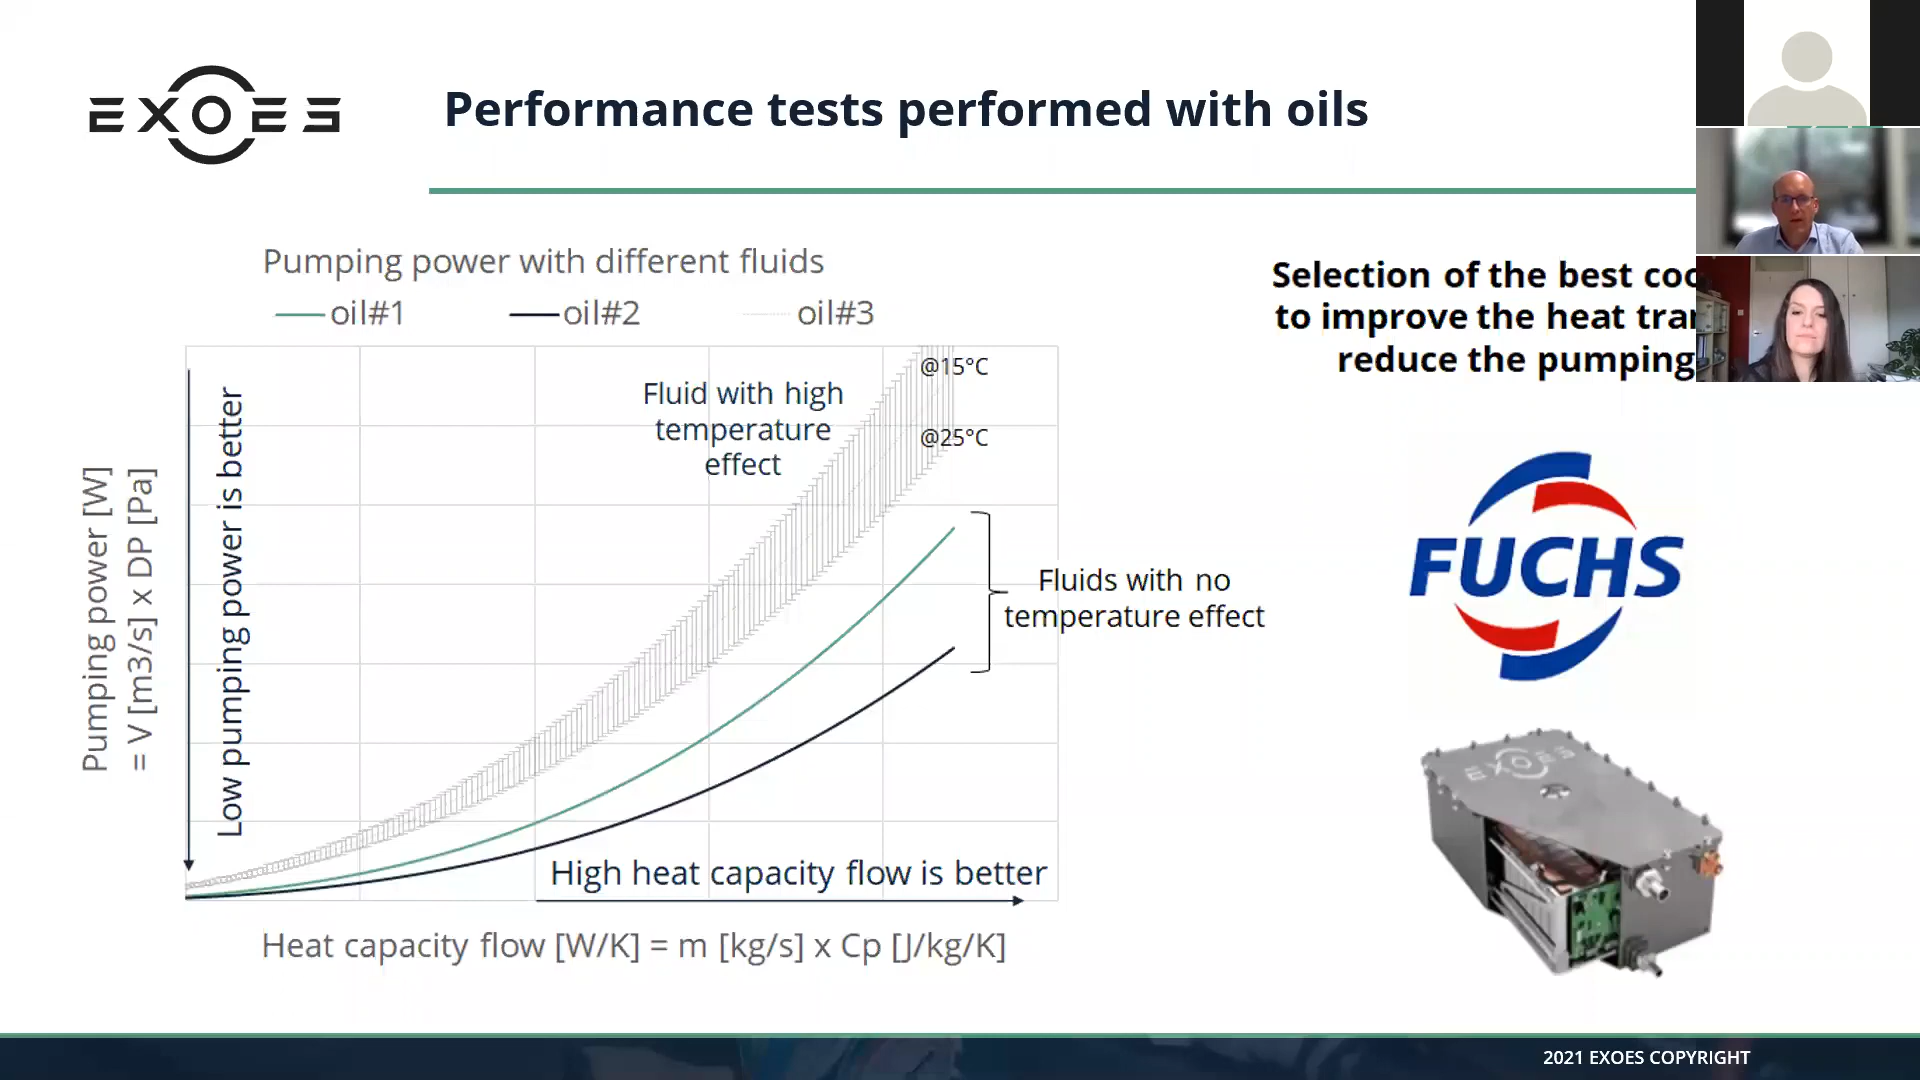 EXOES
Performance tests performed with oils
Pumping power with different fluids
oil#1 oil#2 oil#3
Pumping power [W]
= V [m3/s] x DP [Pa]
Low pumping power is better
Fluid with high
temperature
effect
@15°C
@25°C
Fluids with no
temperature effect
High heat capacity flow is better
Heat capacity flow [W/K] = m [kg/s] x Cp [J/kg/K]
Selection of the best
to improve the heat
reduce the pumping
FUCHS
EXOES
2021 EXOES COPYRIGHT